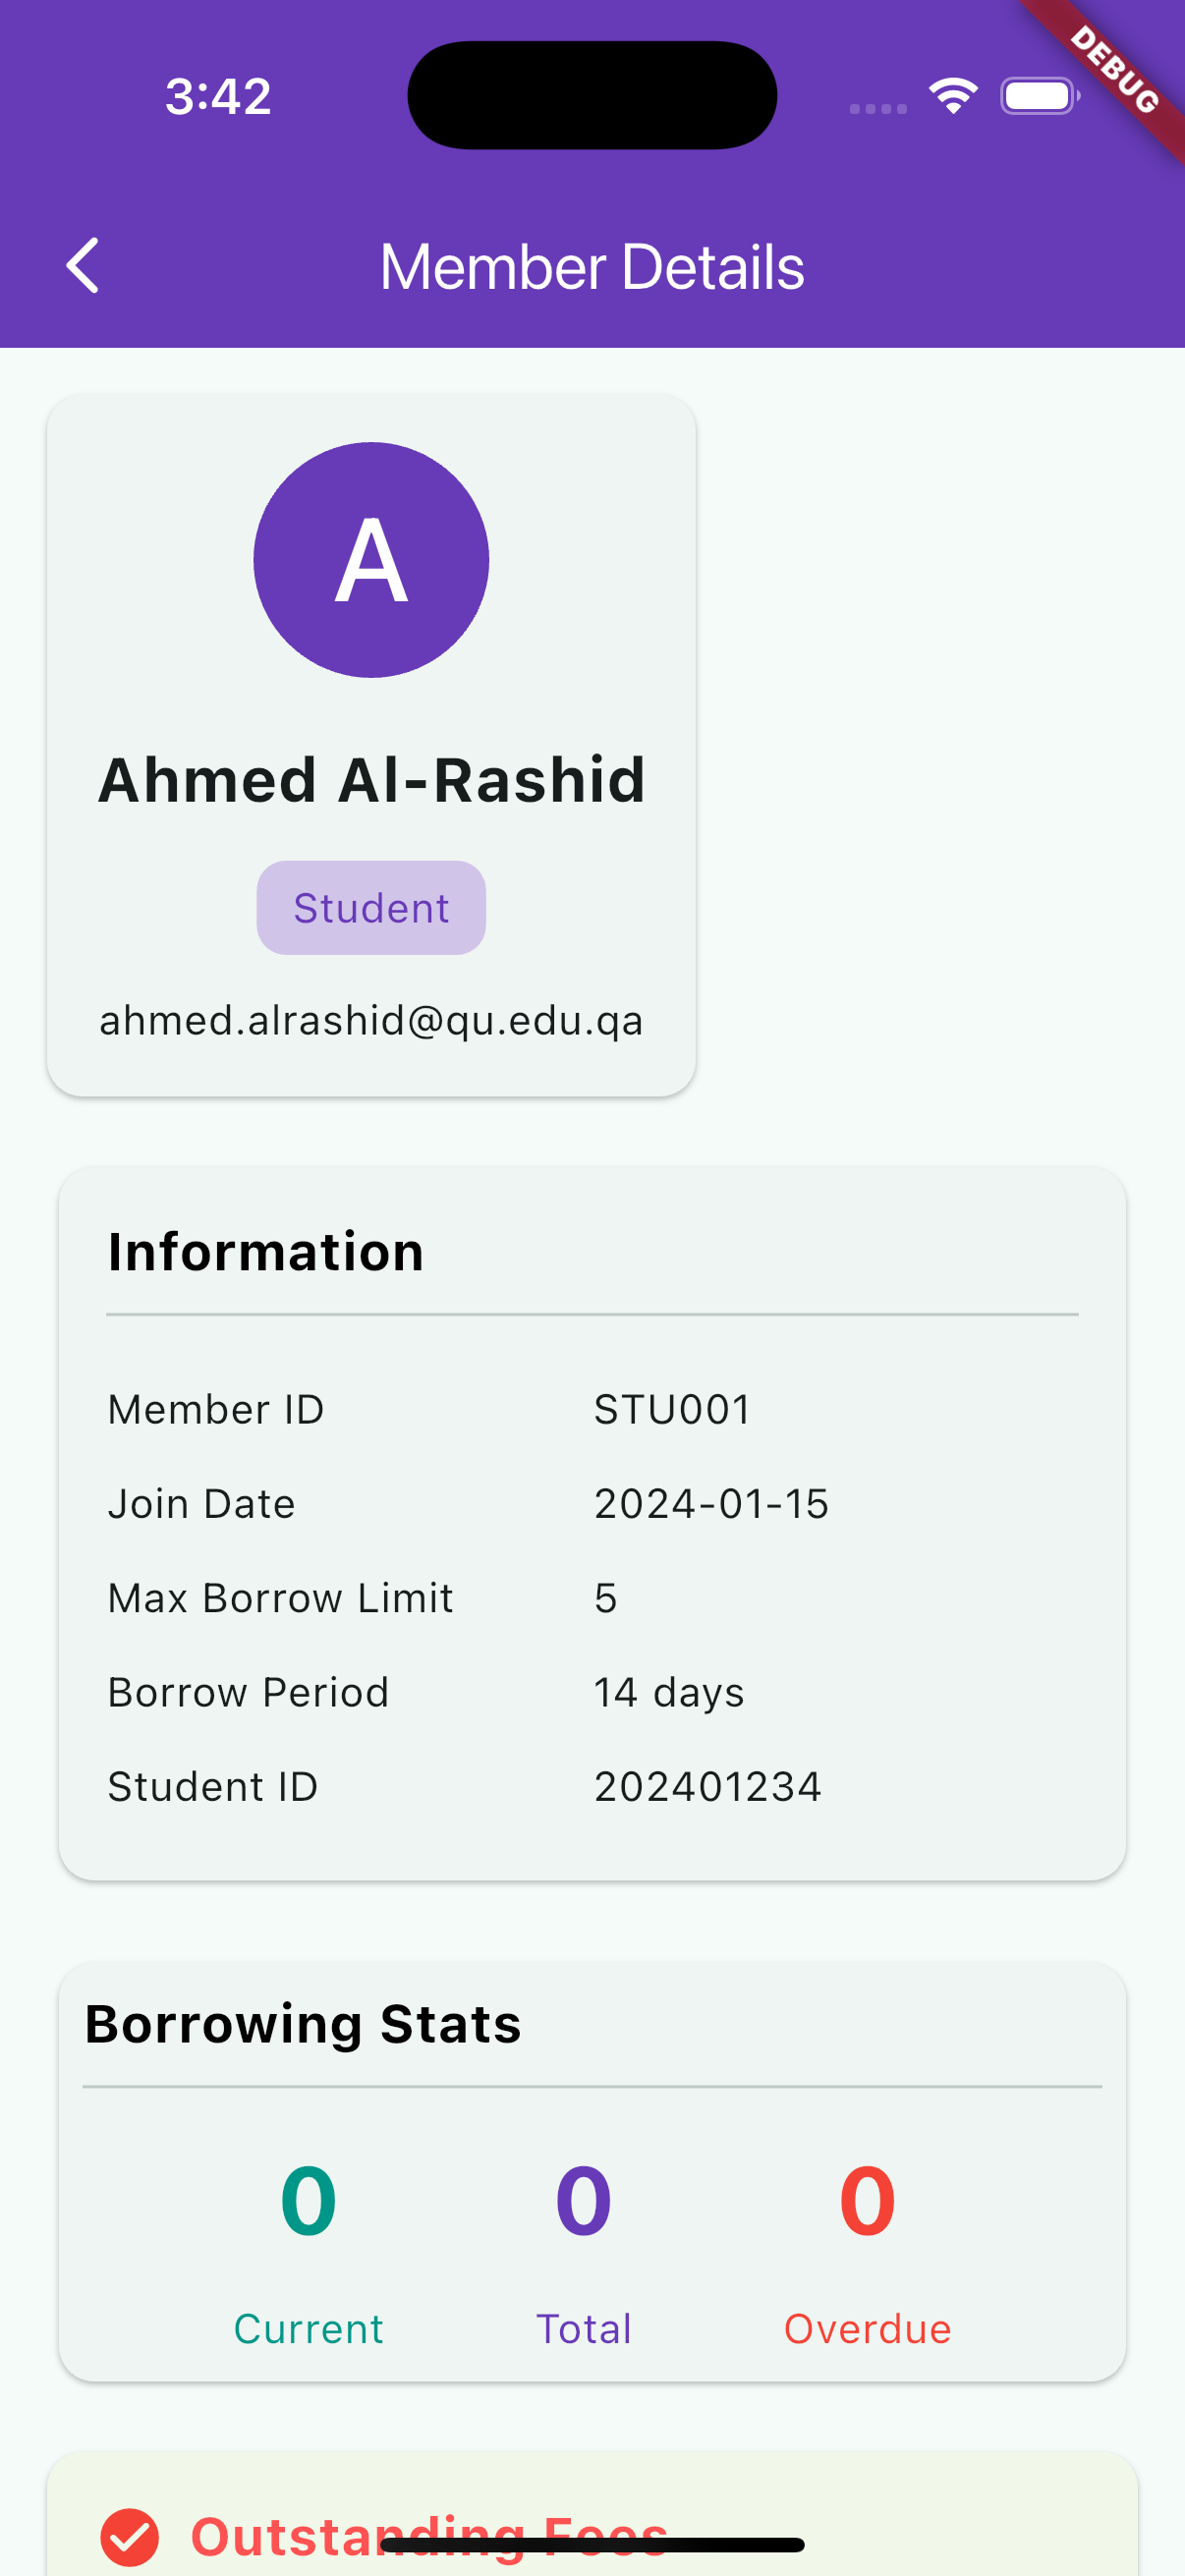 3:42
DEBUG
Member Details
A
Ahmed Al-Rashid
Student
ahmed.alrashid@qu.edu.qa
Information
Member ID STU001
Join Date 2024-01-15
Max Borrow Limit 5
Borrow Period 14 days
Student ID 202401234
Borrowing Stats
0 0 0
Current Total Overdue
Outstanding Fees